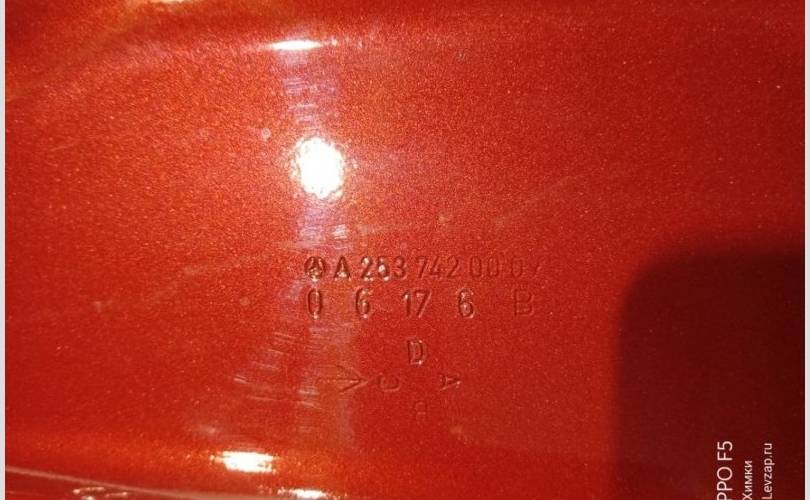 A 253 742 00 0
0 6 17 6 B
D
C A
B
PPO F5
Химки
Levzap.ru